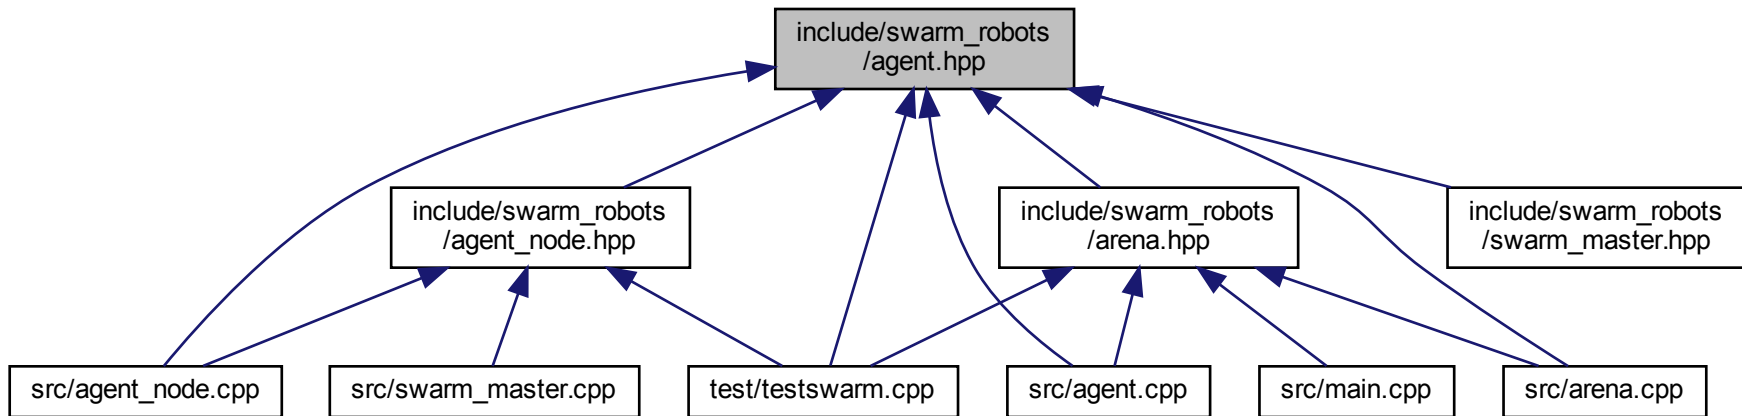 include/swarm_robots
/agent.hpp
include/swarm_robots
/agent_node.hpp
include/swarm_robots
/arena.hpp
include/swarm_robots
/swarm_master.hpp
src/agent_node.cpp
src/swarm_master.cpp
test/testswarm.cpp
src/agent.cpp
src/main.cpp
src/arena.cpp